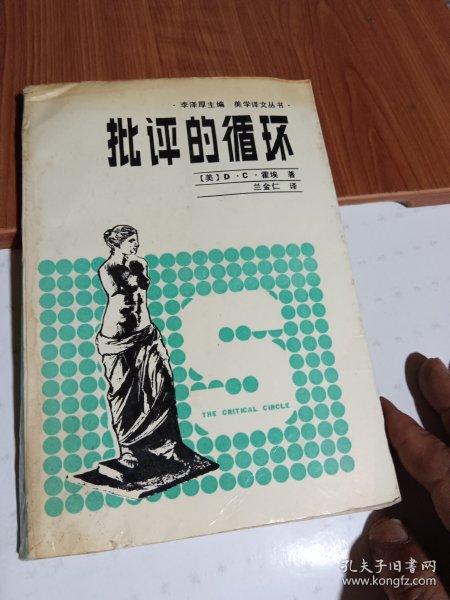 ·李泽厚主编 美学译文丛书·
批评的循环
〔美〕D·C·霍埃 著
兰金仁 译
THE CRITICAL CIRCLE
孔夫子旧书网
www.kongfz.com